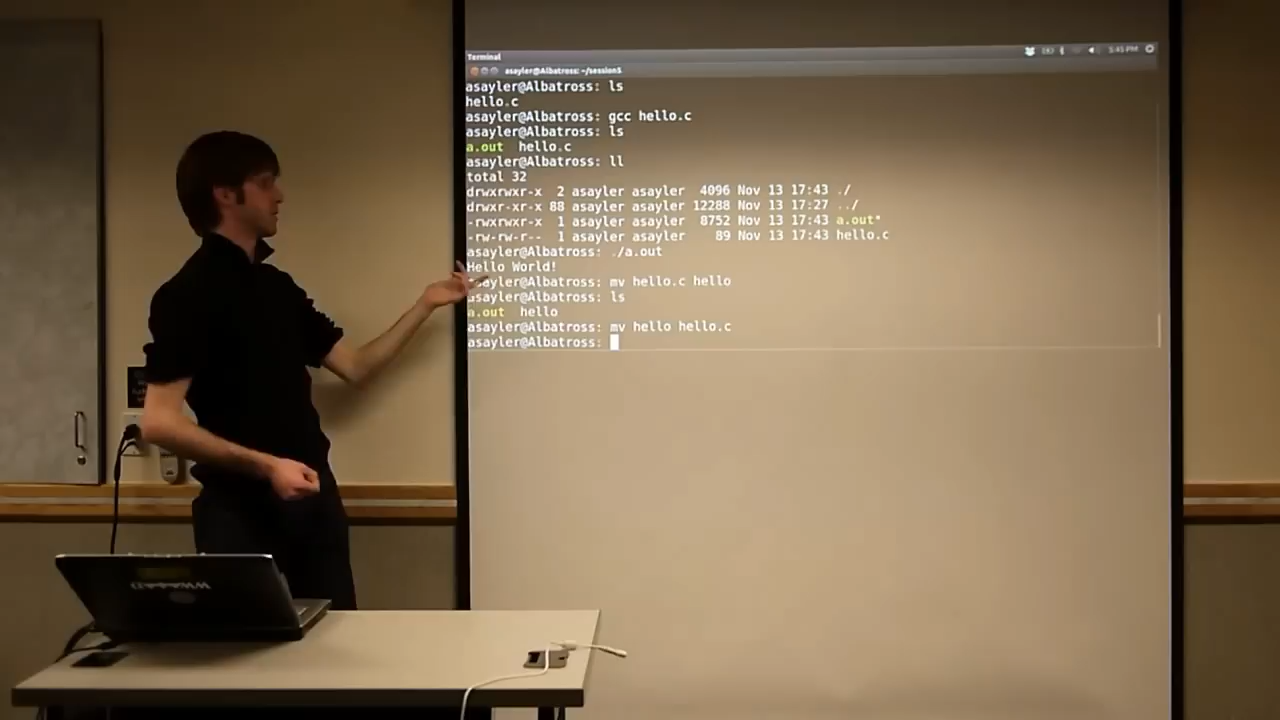 Terminal
5:45 PM
asayler@Albatross: ~/session5
asayler@Albatross: ls
hello.c
asayler@Albatross: gcc hello.c
asayler@Albatross: ls
a.out hello.c
asayler@Albatross: ll
total 32
drwxrwxr-x 2 asayler asayler 4096 Nov 13 17:43 ./
drwxr-xr-x 88 asayler asayler 12288 Nov 13 17:27 ../
-rwxrwxr-x 1 asayler asayler 8752 Nov 13 17:43 a.out*
-rw-rw-r-- 1 asayler asayler 89 Nov 13 17:43 hello.c
asayler@Albatross: ./a.out
Hello World!
asayler@Albatross: mv hello.c hello
asayler@Albatross: ls
a.out hello
asayler@Albatross: mv hello hello.c
asayler@Albatross: